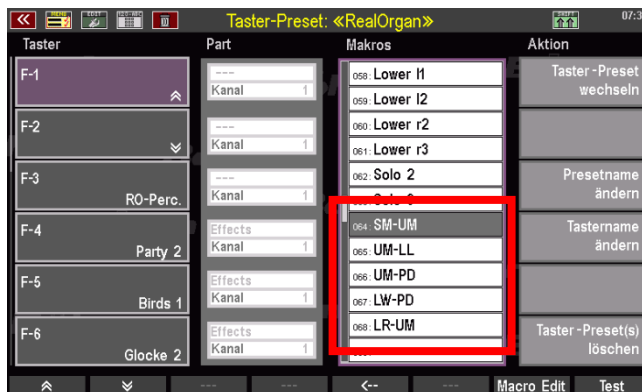 MENU
EDIT
Taster-Preset: «RealOrgan»
SHIFT
07:3
Taster
Part
Makros
Aktion
F-1
---
Kanal 1
F-2
---
Kanal 1
F-3
RO-Perc.
---
Kanal 1
F-4
Party 2
Effects
Kanal 1
F-5
Birds 1
Effects
Kanal 1
F-6
Glocke 2
Effects
Kanal 1
058: Lower l1
059: Lower l2
060: Lower r2
061: Lower r3
062: Solo 2
064: SM-UM
065: UM-LL
066: UM-PD
067: LW-PD
068: LR-UM
Taster-Preset
wechseln
Presetname
ändern
Tastername
ändern
Taster-Preset(s)
löschen
---
---
<--
---
Macro Edit
Test